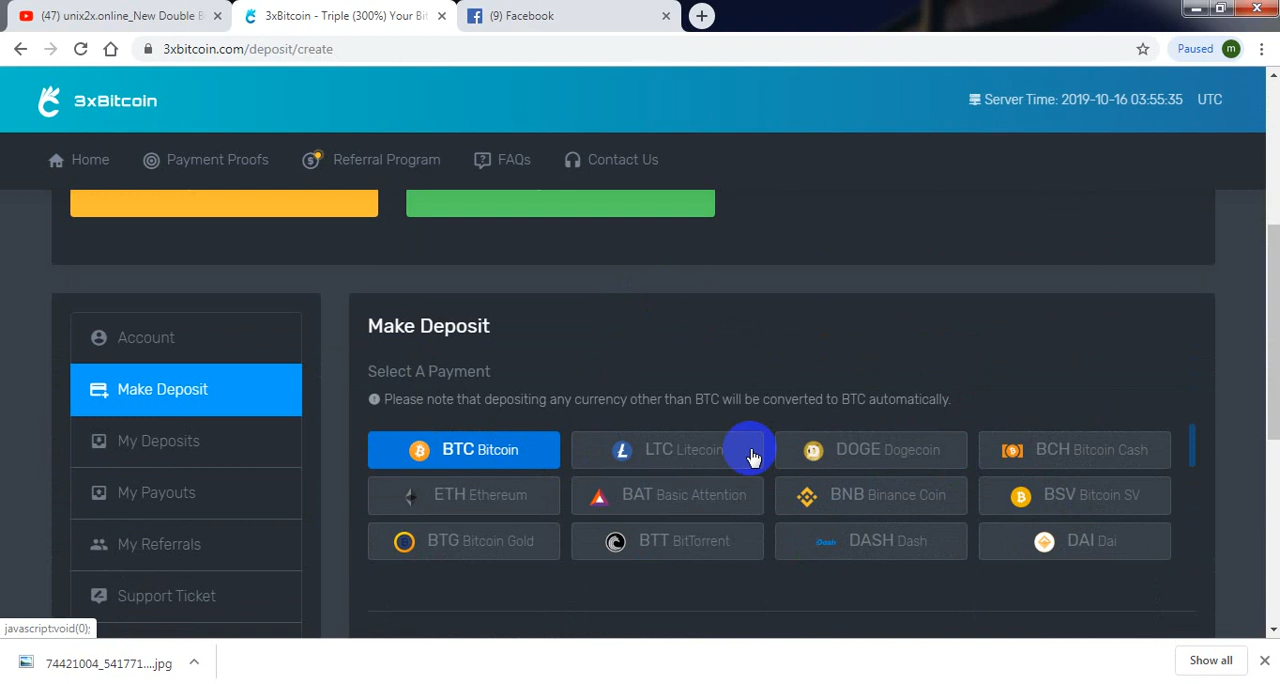 (47) unix2x.online_New Double B
3xBitcoin - Triple (300%) Your Bit
(9) Facebook
3xbitcoin.com/deposit/create
Paused
m
3xBitcoin
Server Time: 2019-10-16 03:55:35 UTC
Home
Payment Proofs
Referral Program
FAQs
Contact Us
Account
Make Deposit
My Deposits
My Payouts
My Referrals
Support Ticket
Make Deposit
Select A Payment
Please note that depositing any currency other than BTC will be converted to BTC automatically.
BTC Bitcoin
LTC Litecoin
DOGE Dogecoin
BCH Bitcoin Cash
ETH Ethereum
BAT Basic Attention
BNB Binance Coin
BSV Bitcoin SV
BTG Bitcoin Gold
BTT BitTorrent
Dash DASH Dash
DAI Dai
javascript:void(0);
74421004_541771....jpg
Show all